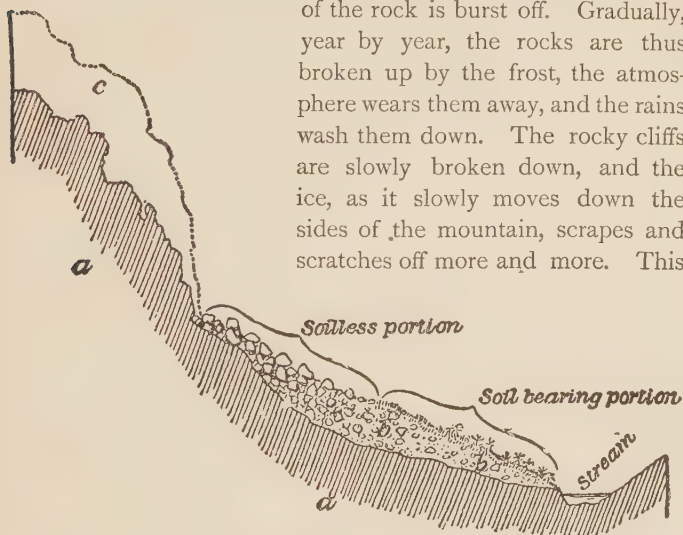 of the rock is burst off. Gradually,
year by year, the rocks are thus
broken up by the frost, the atmos-
phere wears them away, and the rains
wash them down. The rocky cliffs
are slowly broken down, and the
ice, as it slowly moves down the
sides of the mountain, scrapes and
scratches off more and more. This
c
a
Soilless portion
Soil bearing portion
b
b
stream
a